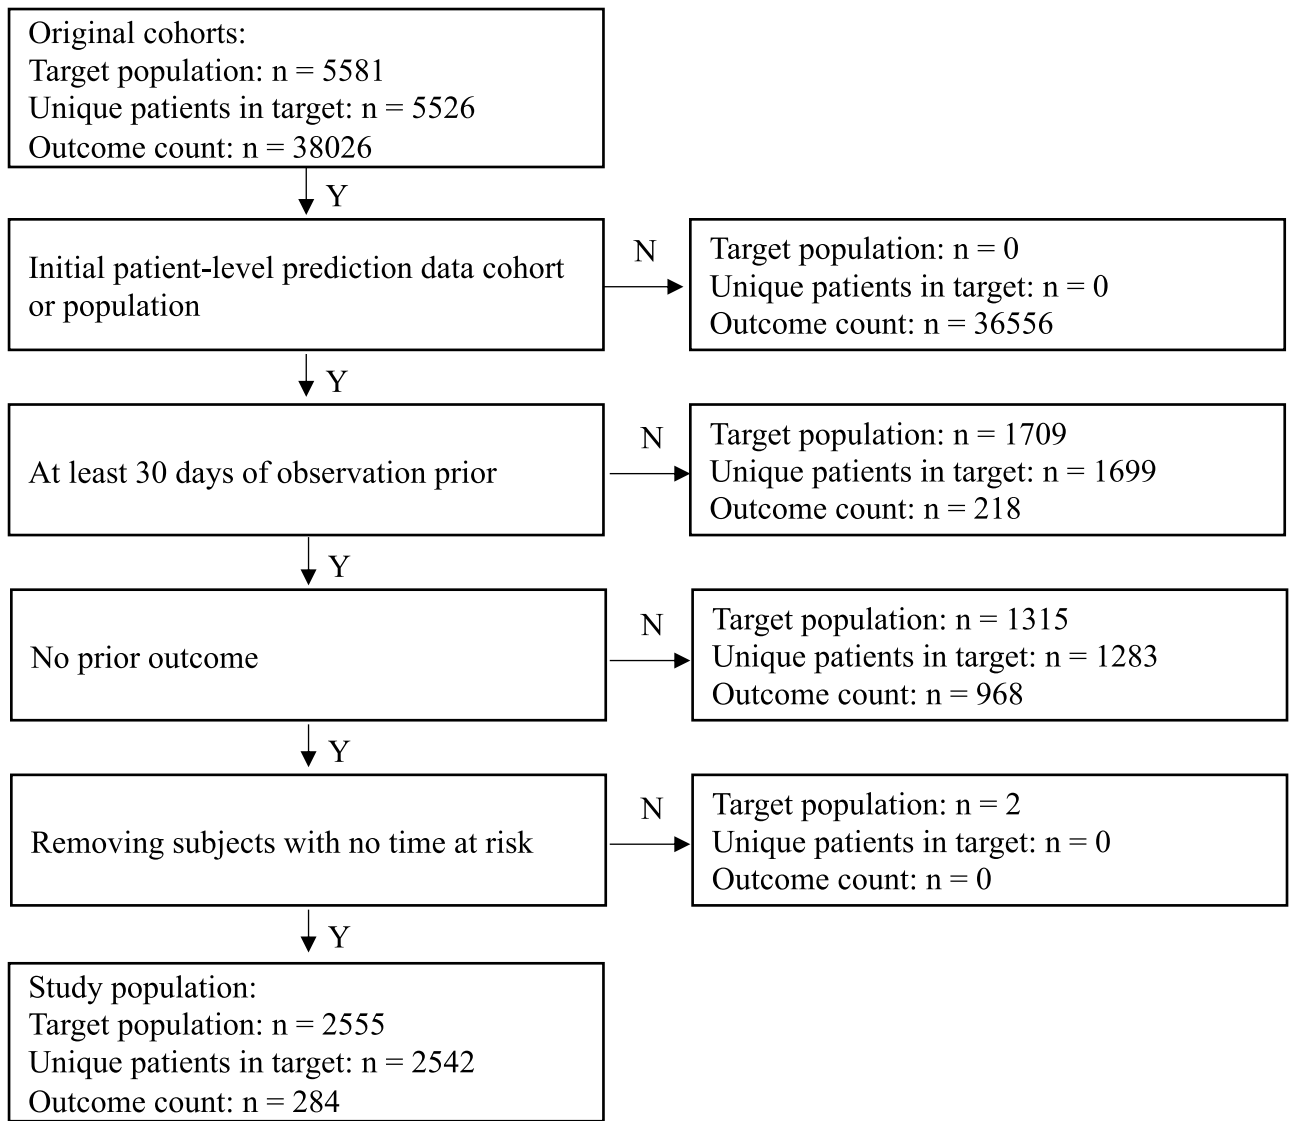 Original cohorts:
Target population: n = 5581
Unique patients in target: n = 5526
Outcome count: n = 38026
Y
Initial patient-level prediction data cohort
or population
N
Target population: n = 0
Unique patients in target: n = 0
Outcome count: n = 36556
Y
At least 30 days of observation prior
N
Target population: n = 1709
Unique patients in target: n = 1699
Outcome count: n = 218
Y
No prior outcome
N
Target population: n = 1315
Unique patients in target: n = 1283
Outcome count: n = 968
Y
Removing subjects with no time at risk
N
Target population: n = 2
Unique patients in target: n = 0
Outcome count: n = 0
Y
Study population:
Target population: n = 2555
Unique patients in target: n = 2542
Outcome count: n = 284